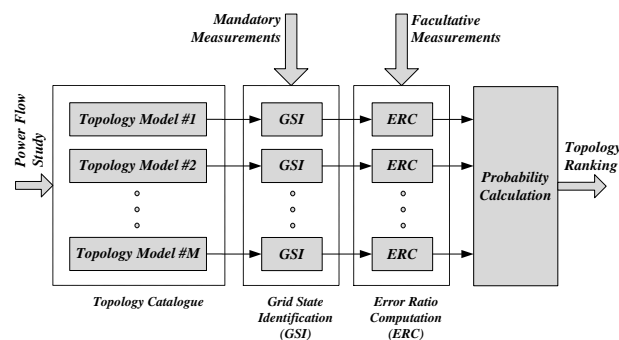 Mandatory
Measurements
Facultative
Measurements
Power Flow
Study
Topology Model #1
GSI
ERC
Topology Model #2
GSI
ERC
Topology Model #M
GSI
ERC
Probability
Calculation
Topology
Ranking
Topology Catalogue
Grid State
Identification
(GSI)
Error Ratio
Computation
(ERC)